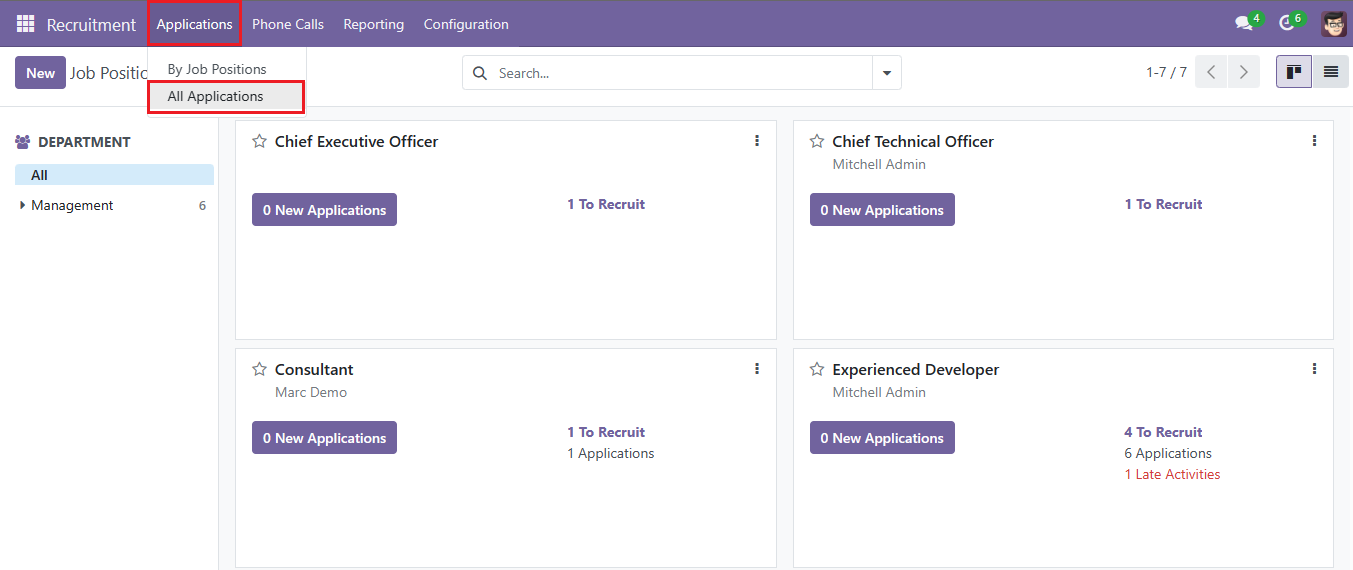 Recruitment Applications Phone Calls Reporting Configuration 4 6
New Job Positio Search... 1-7 / 7
By Job Positions
All Applications
DEPARTMENT
All
Management 6
Chief Executive Officer
0 New Applications 1 To Recruit
Chief Technical Officer
Mitchell Admin
0 New Applications 1 To Recruit
Consultant
Marc Demo
0 New Applications 1 To Recruit
1 Applications
Experienced Developer
Mitchell Admin
0 New Applications 4 To Recruit
6 Applications
1 Late Activities